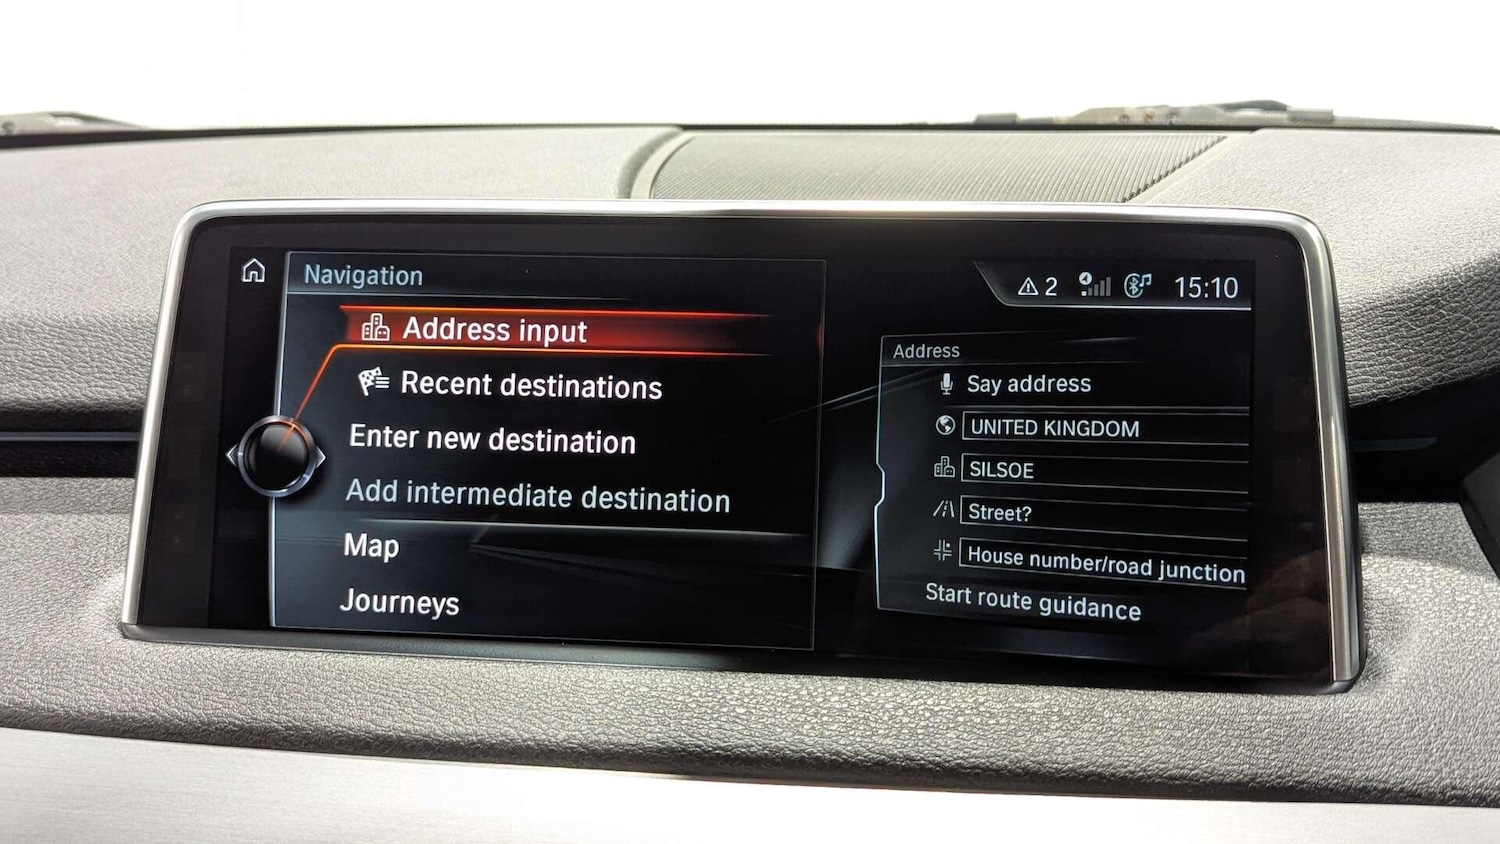 Navigation
Address input
Recent destinations
Enter new destination
Add intermediate destination
Map
Journeys
2 15:10
Address
Say address
UNITED KINGDOM
SILSOE
Street?
House number/road junction
Start route guidance